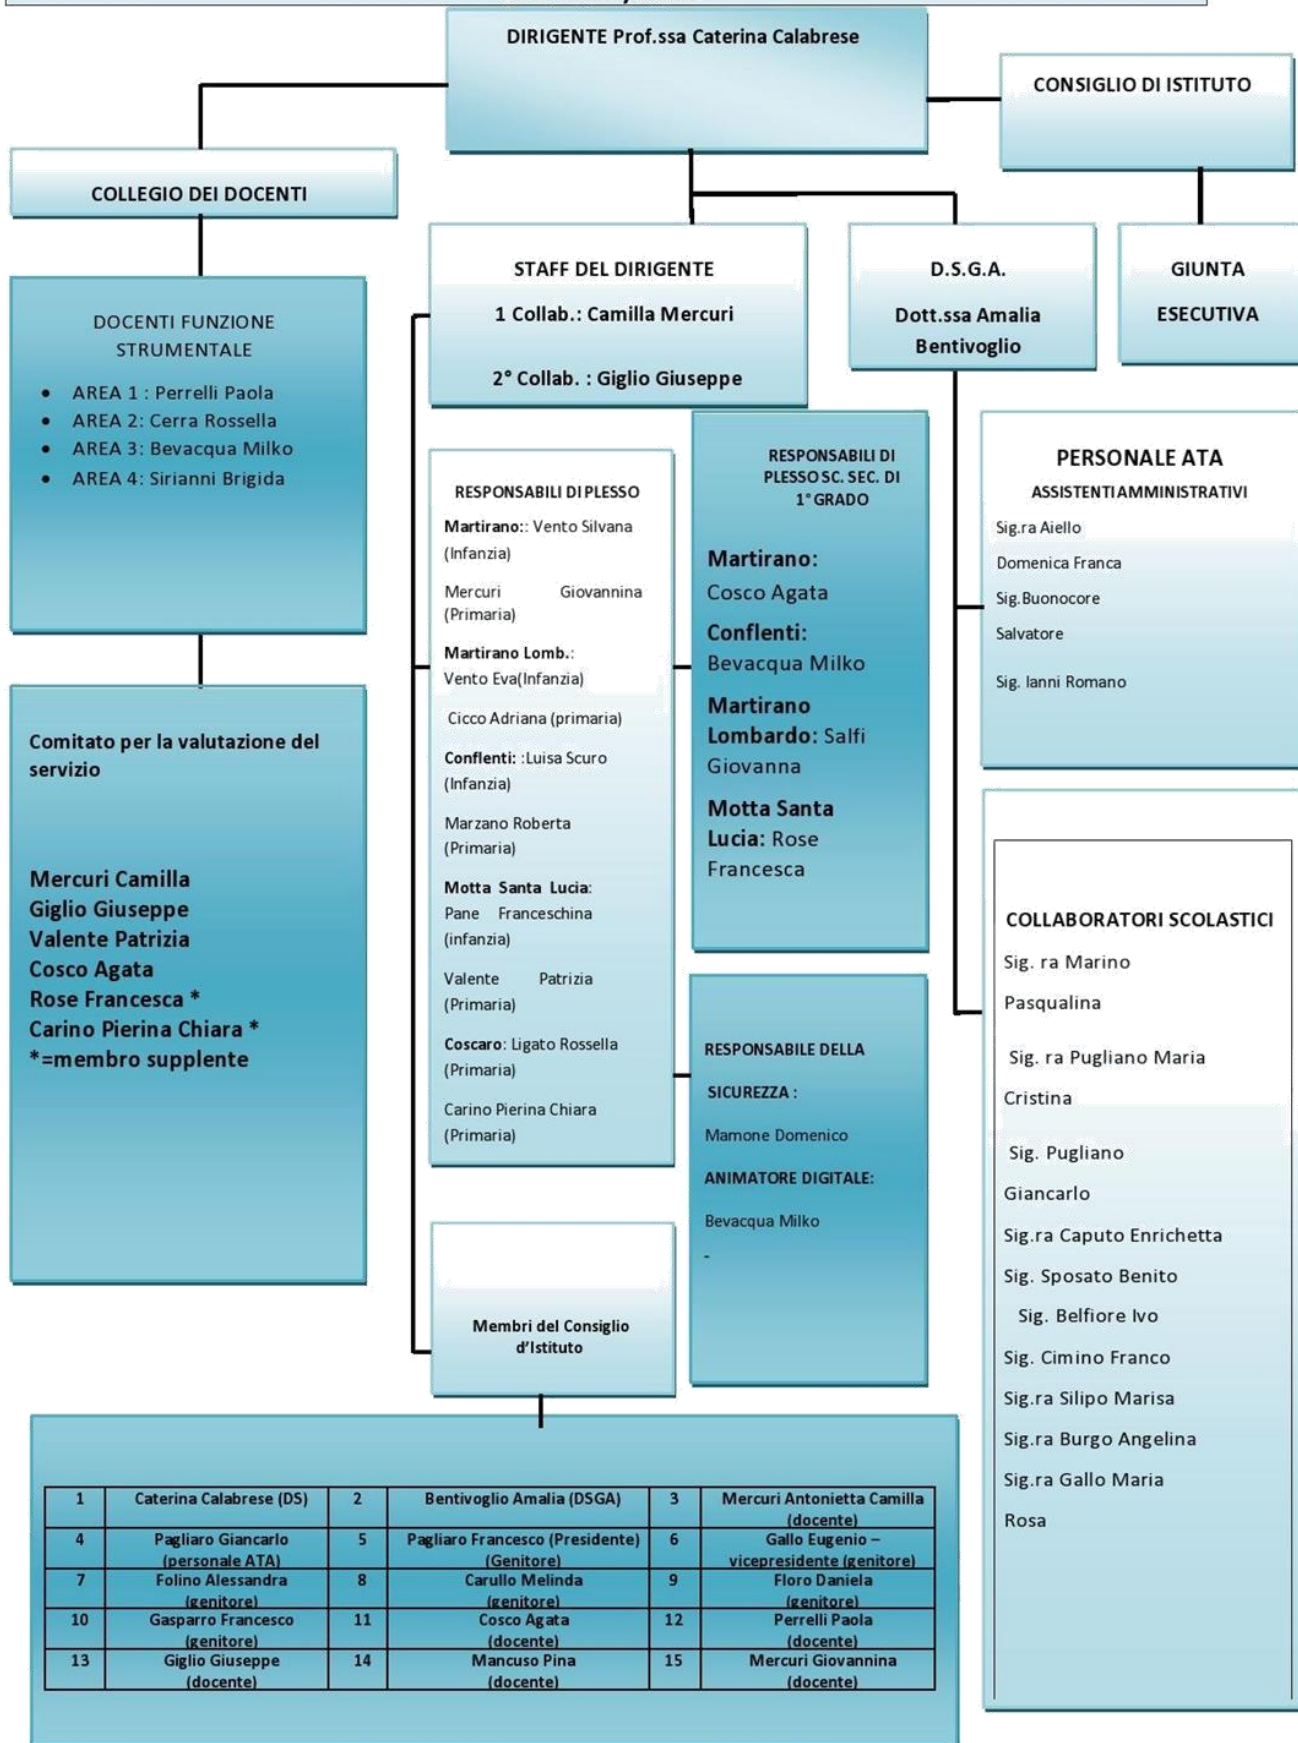 DIRIGENTE Prof.ssa Caterina Calabrese
CONSIGLIO DI ISTITUTO
COLLEGIO DEI DOCENTI
STAFF DEL DIRIGENTE
1 Collab.: Camilla Mercuri
2° Collab. : Giglio Giuseppe
D.S.G.A.
Dott.ssa Amalia
Bentivoglio
GIUNTA
ESECUTIVA
DOCENTI FUNZIONE
STRUMENTALE
• AREA 1 : Perrelli Paola
• AREA 2: Cerra Rossella
• AREA 3: Bevacqua Milko
• AREA 4: Sirianni Brigida
Comitato per la valutazione del
servizio
Mercuri Camilla
Giglio Giuseppe
Valente Patrizia
Cosco Agata
Rose Francesca *
Carino Pierina Chiara *
*=membro supplente
RESPONSABILI DI PLESSO
Martirano:: Vento Silvana
(Infanzia)
Mercuri Giovannina
(Primaria)
Martirano Lomb.:
Vento Eva(Infanzia)
Cicco Adriana (primaria)
Conflenti: :Luisa Scuro
(Infanzia)
Marzano Roberta
(Primaria)
Motta Santa Lucia:
Pane Franceschina
(infanzia)
Valente Patrizia
(Primaria)
Coscaro: Ligato Rossella
(Primaria)
Carino Pierina Chiara
(Primaria)
RESPONSABILI DI
PLESSO SC. SEC. DI
1° GRADO
Martirano:
Cosco Agata
Conflenti:
Bevacqua Milko
Martirano
Lombardo: Salfi
Giovanna
Motta Santa
Lucia: Rose
Francesca
RESPONSABILE DELLA
SICUREZZA :
Mamone Domenico
ANIMATORE DIGITALE:
Bevacqua Milko
-
PERSONALE ATA
ASSISTENTI AMMINISTRATIVI
Sig.ra Aiello
Domenica Franca
Sig.Buonocore
Salvatore
Sig. Ianni Romano
COLLABORATORI SCOLASTICI
Sig. ra Marino
Pasqualina
Sig. ra Pugliano Maria
Cristina
Sig. Pugliano
Giancarlo
Sig.ra Caputo Enrichetta
Sig. Sposato Benito
Sig. Belfiore Ivo
Sig. Cimino Franco
Sig.ra Silipo Marisa
Sig.ra Burgo Angelina
Sig.ra Gallo Maria
Rosa
Membri del Consiglio
d'Istituto
1 Caterina Calabrese (DS) 2 Bentivoglio Amalia (DSGA) 3 Mercuri Antonietta Camilla
(docente)
4 Pagliaro Giancarlo 5 Pagliaro Francesco (Presidente) 6 Gallo Eugenio –
(personale ATA) (Genitore) vicepresidente (genitore)
7 Folino Alessandra 8 Carullo Melinda 9 Floro Daniela
(genitore) (genitore) (genitore)
10 Gasparro Francesco 11 Cosco Agata 12 Perrelli Paola
(genitore) (docente) (docente)
13 Giglio Giuseppe 14 Mancuso Pina 15 Mercuri Giovannina
(docente) (docente) (docente)